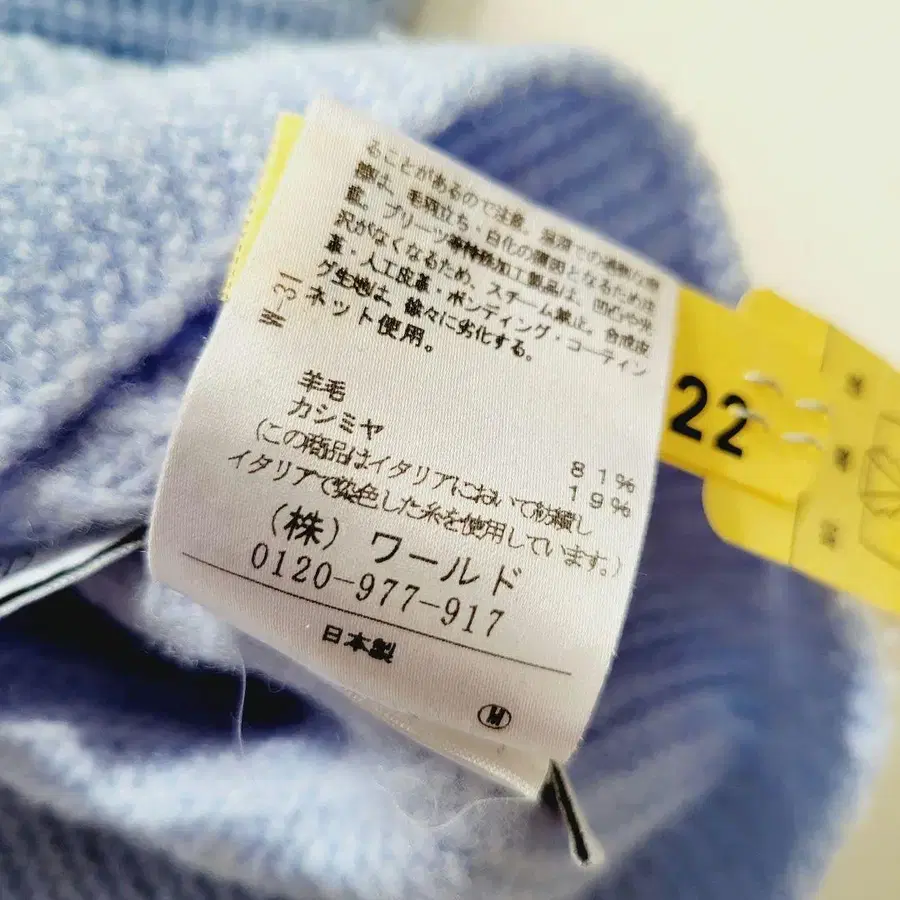 ることがあるので注意。湿潤での過剰な摩
擦は、毛羽立ち・白化の原因となるため注
意。プリーツ等特殊加工製品は、凹凸や光
沢がなくなるため、スチーム禁止。合成皮
革・人工皮革・ボンディング・コーティン
グ生地は、徐々に劣化する。
ネット使用。
W-31
羊毛 81%
カシミヤ 19%
(この商品はイタリアにおいて紡績し
イタリアで染色した糸を使用しています。)
(株) ワールド
0120-977-917
日本製
M
22